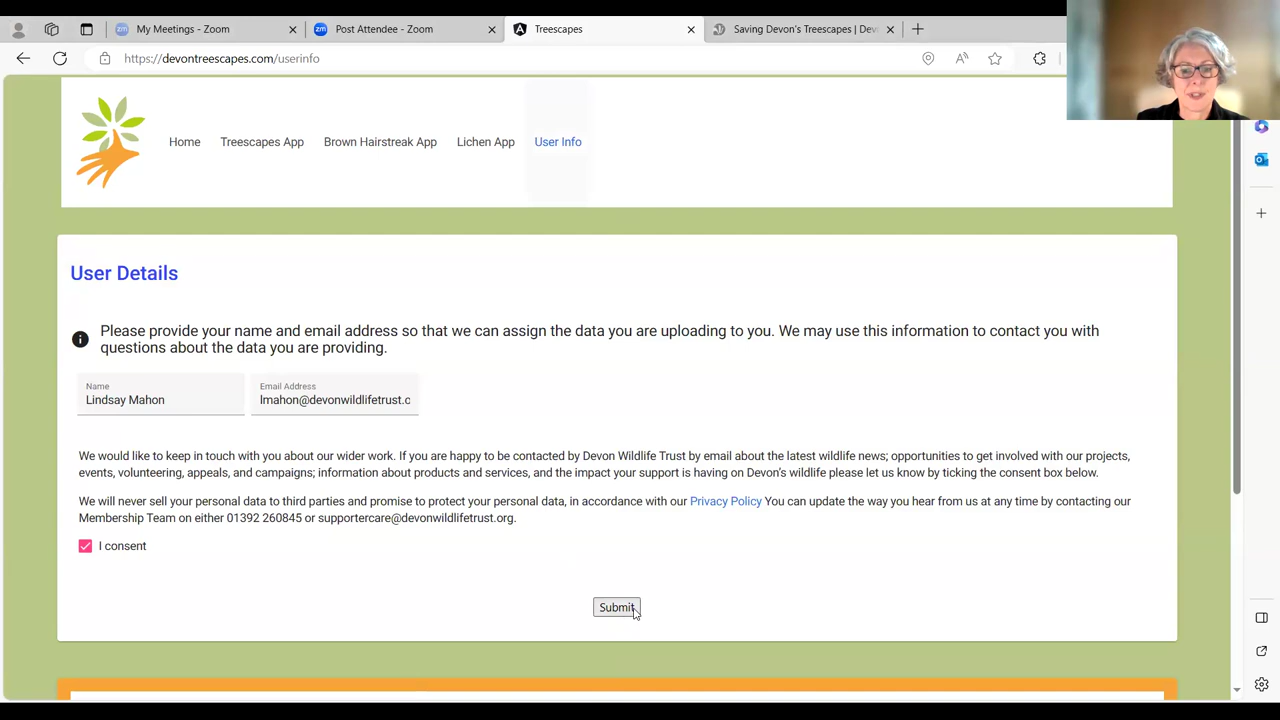 My Meetings - Zoom
Post Attendee - Zoom
Treescapes
Saving Devon's Treescapes | Dev
https://devontreescapes.com/userinfo
Home
Treescapes App
Brown Hairstreak App
Lichen App
User Info
User Details
Please provide your name and email address so that we can assign the data you are uploading to you. We may use this information to contact you with
questions about the data you are providing.
Name
Email Address
Lindsay Mahon
lmahon@devonwildlifetrust.c
We would like to keep in touch with you about our wider work. If you are happy to be contacted by Devon Wildlife Trust by email about the latest wildlife news; opportunities to get involved with our projects,
events, volunteering, appeals, and campaigns; information about products and services, and the impact your support is having on Devon's wildlife please let us know by ticking the consent box below.
We will never sell your personal data to third parties and promise to protect your personal data, in accordance with our Privacy Policy You can update the way you hear from us at any time by contacting our
Membership Team on either 01392 260845 or supportercare@devonwildlifetrust.org.
I consent
Submit